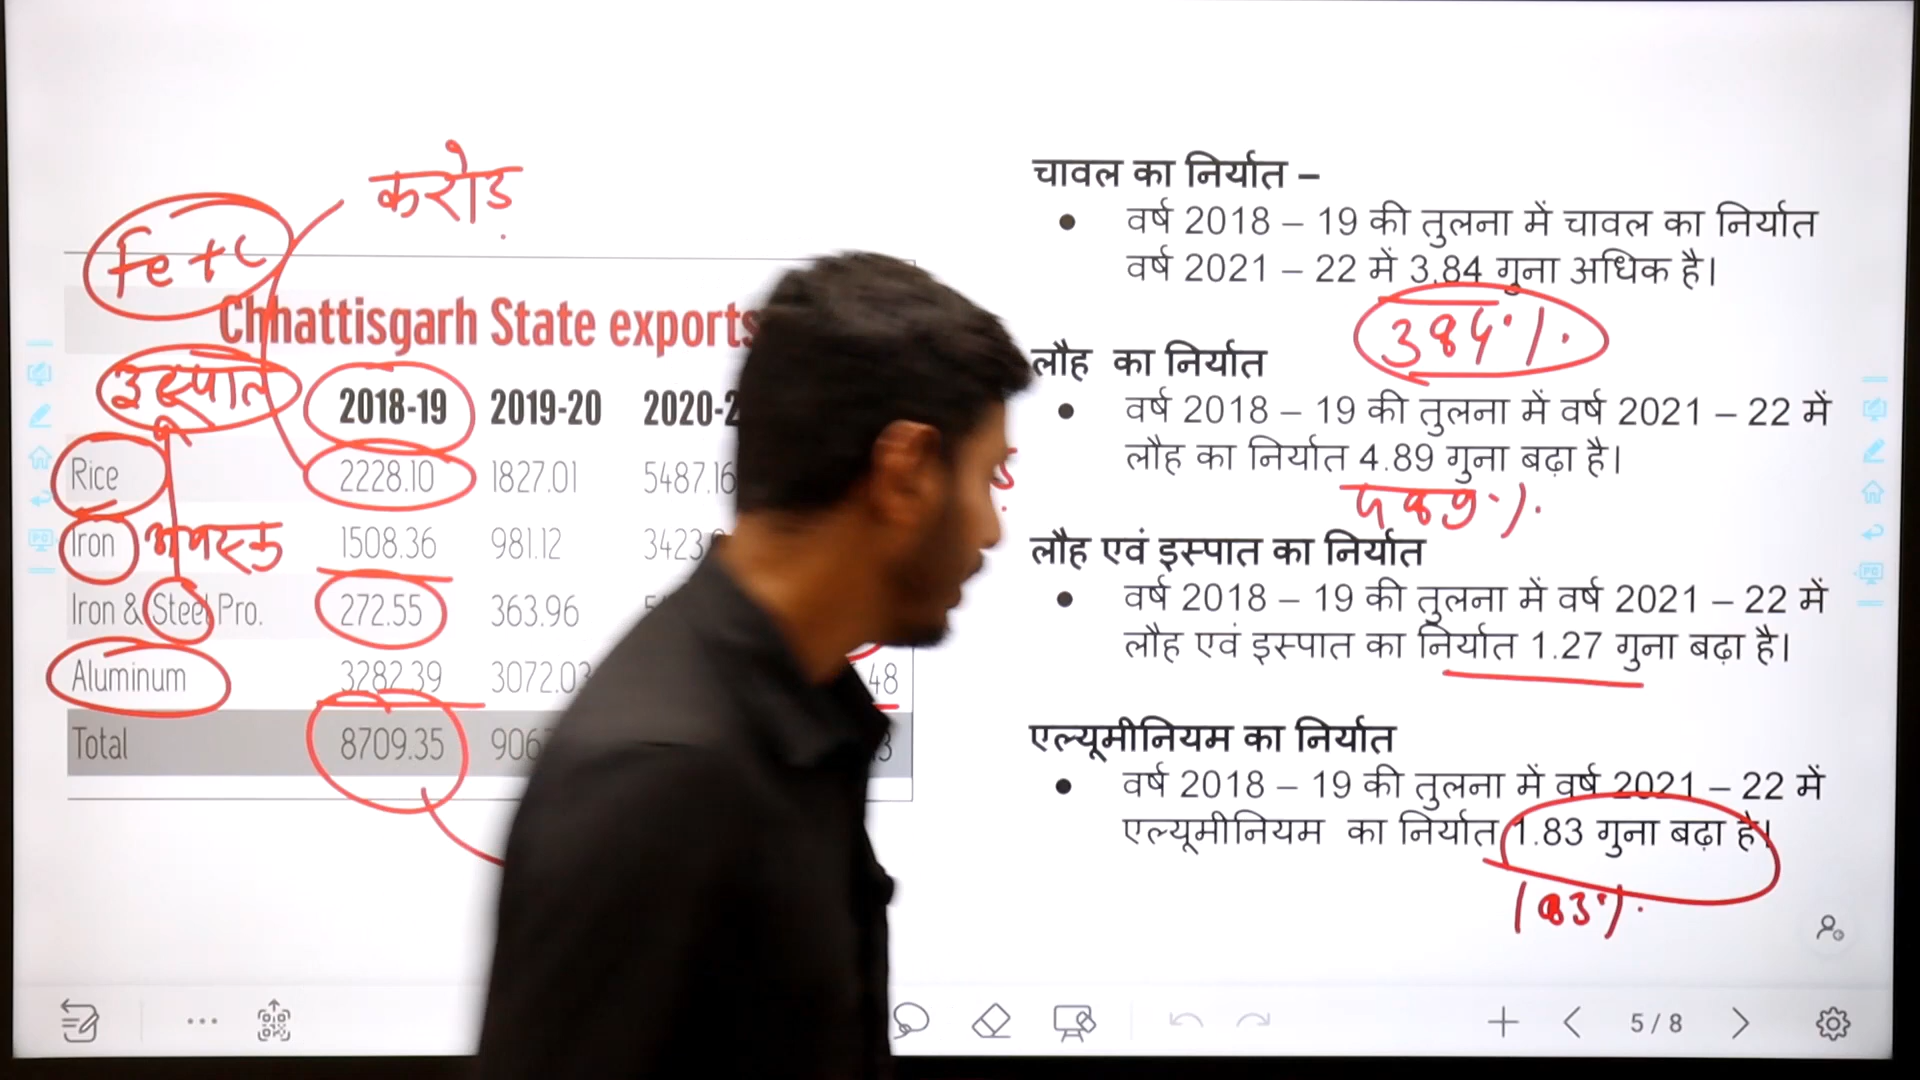 करोड़
Fe + C
Chhattisgarh State exports
इस्पात
2018-19 2019-20
Rice 2228.10 1827.01 5487.16
Iron अयस्क 1508.36 981.12
Iron & Steel Pro. 272.55 363.96
Aluminum 3282.39
Total 8709.35
चावल का निर्यात –
● वर्ष 2018 – 19 की तुलना में चावल का निर्यात
वर्ष 2021 – 22 में 3.84 गुना अधिक है।
384%
लौह का निर्यात
● वर्ष 2018 – 19 की तुलना में वर्ष 2021 – 22 में
लौह का निर्यात 4.89 गुना बढ़ा है।
489%
लौह एवं इस्पात का निर्यात
● वर्ष 2018 – 19 की तुलना में वर्ष 2021 – 22 में
लौह एवं इस्पात का निर्यात 1.27 गुना बढ़ा है।
एल्यूमीनियम का निर्यात
● वर्ष 2018 – 19 की तुलना में वर्ष 2021 – 22 में
एल्यूमीनियम का निर्यात 1.83 गुना बढ़ा है।
183%
5 / 8